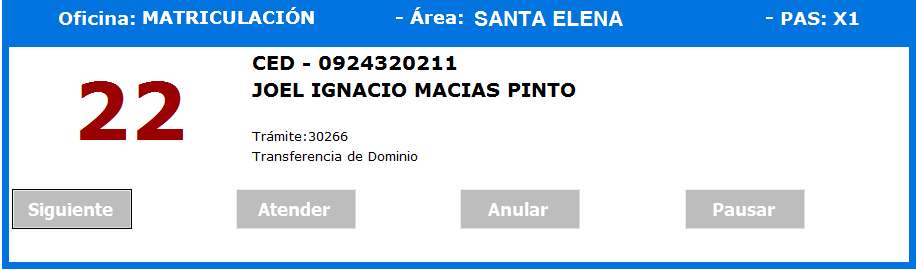 Oficina: MATRICULACIÓN - Área: SANTA ELENA - PAS: X1
22
CED - 0924320211
JOEL IGNACIO MACIAS PINTO
Trámite:30266
Transferencia de Dominio
Siguiente Atender Anular Pausar